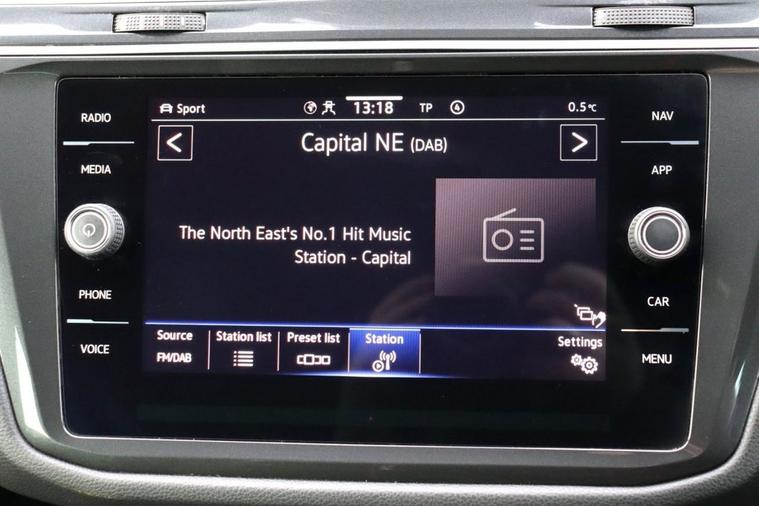 RADIO
MEDIA
PHONE
VOICE
Sport 13:18 TP 4 0.5°C
< Capital NE (DAB) >
The North East's No.1 Hit Music
Station - Capital
Source Station list Preset list Station Settings
FM/DAB
NAV
APP
CAR
MENU